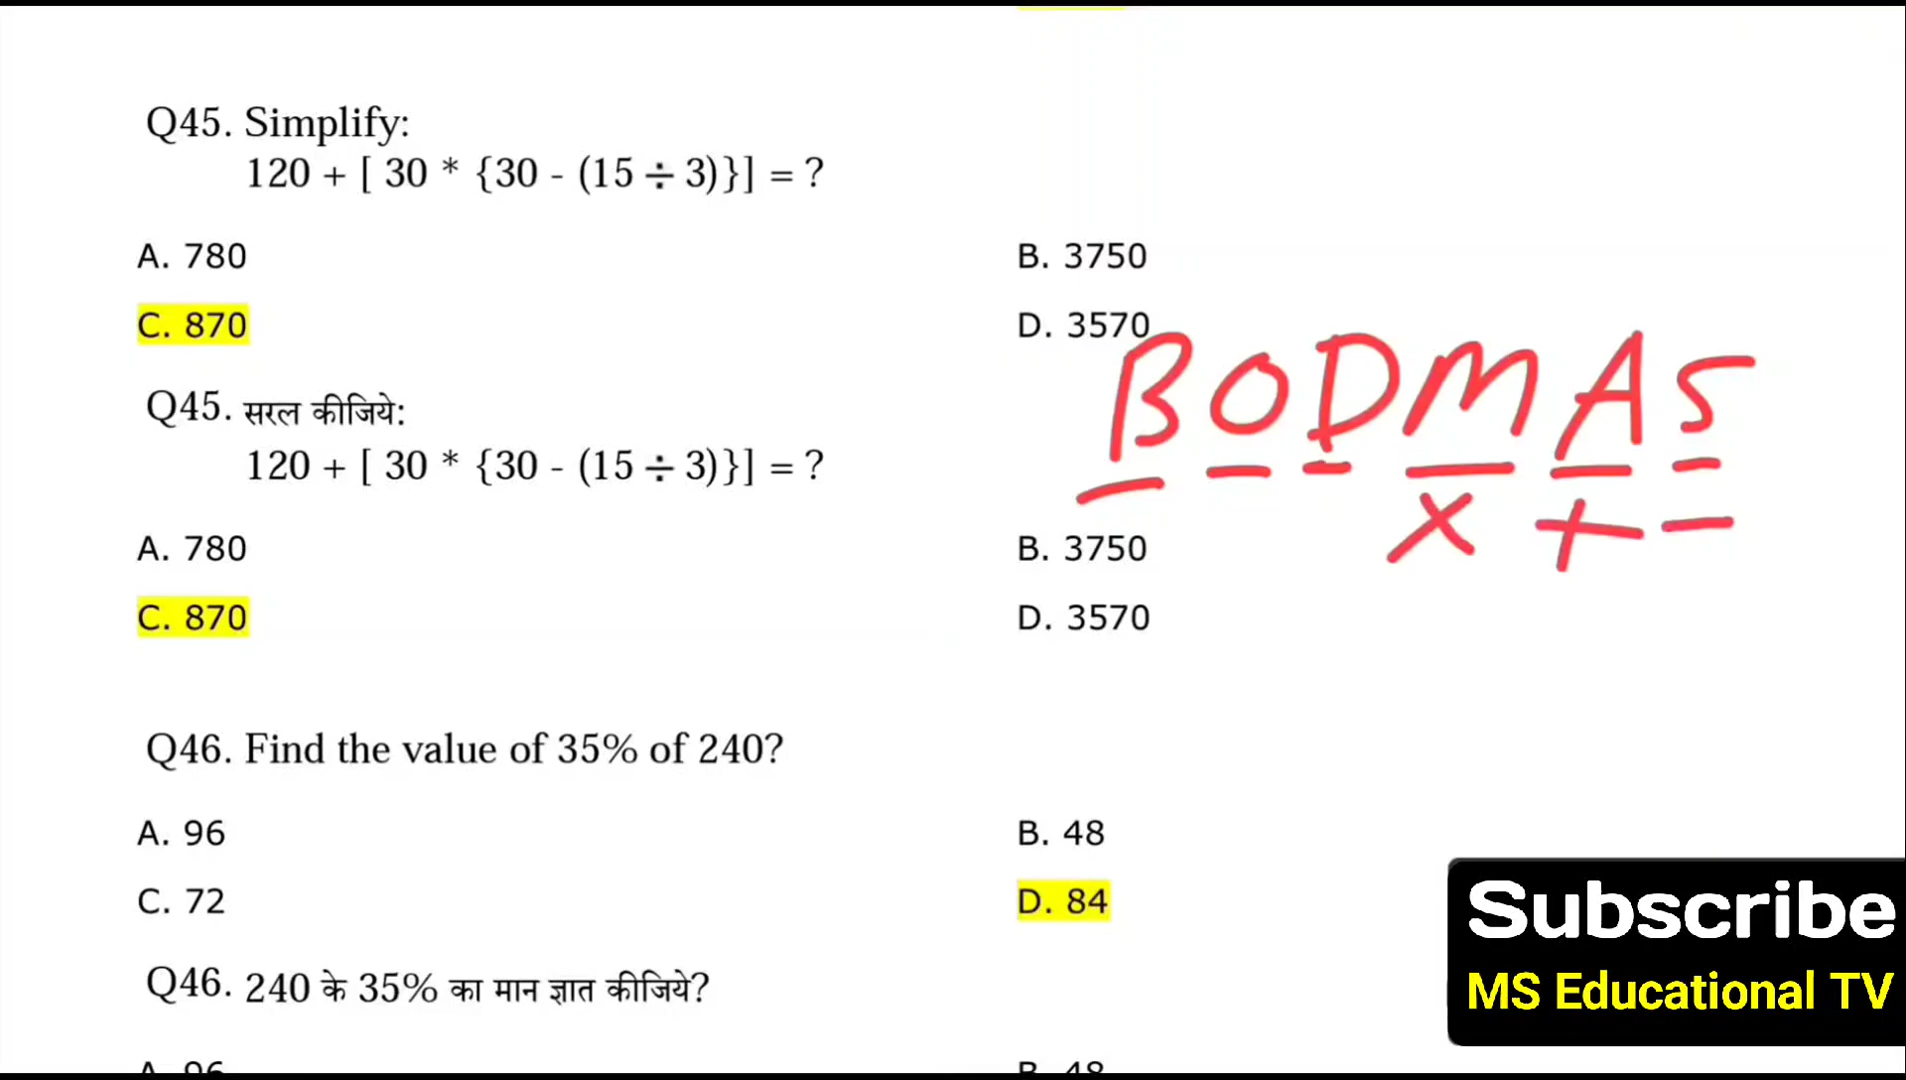 Q45. Simplify:
120 + [ 30 * {30 - (15 ÷ 3)}] = ?
A. 780
B. 3750
C. 870
D. 3570
BODMAS
× + -
Q45. सरल कीजिये:
120 + [ 30 * {30 - (15 ÷ 3)}] = ?
A. 780
B. 3750
C. 870
D. 3570
Q46. Find the value of 35% of 240?
A. 96
B. 48
C. 72
D. 84
Q46. 240 के 35% का मान ज्ञात कीजिये?
A. 96
B. 48
Subscribe
MS Educational TV